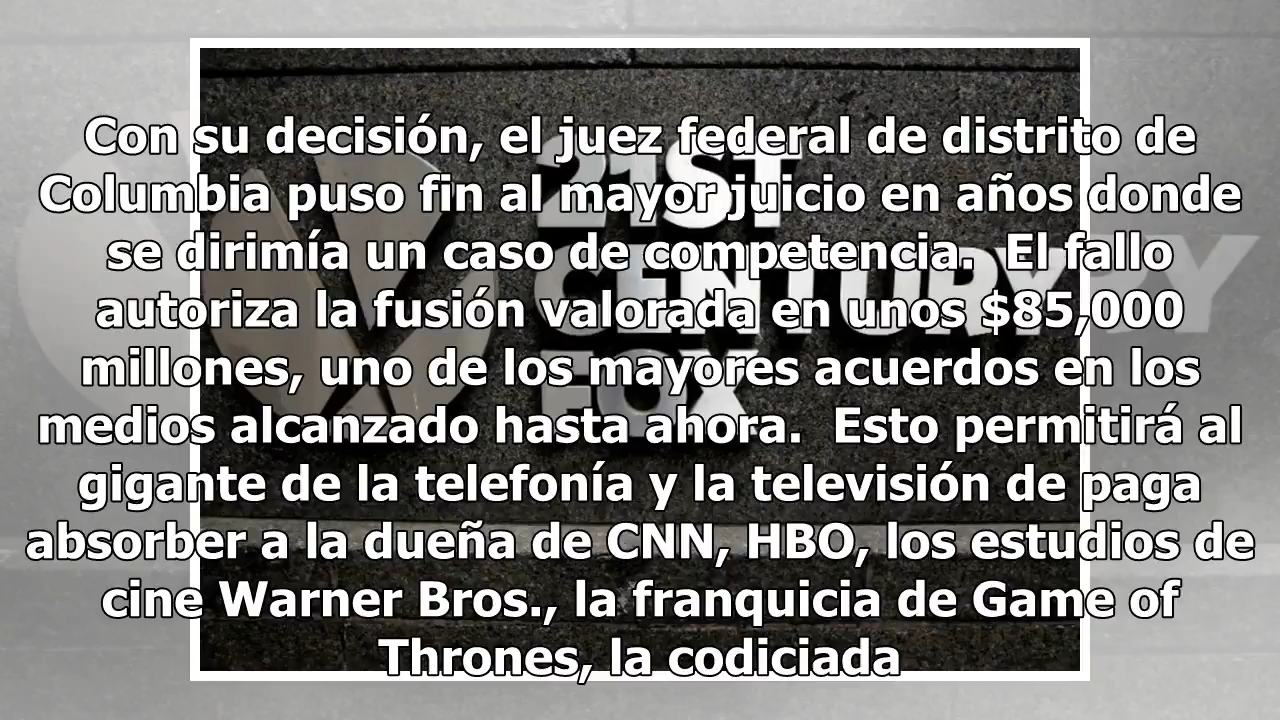 Con su decisión, el juez federal de distrito de
Columbia puso fin al mayor juicio en años donde
se dirimía un caso de competencia.  El fallo
autoriza la fusión valorada en unos $85,000
millones, uno de los mayores acuerdos en los
medios alcanzado hasta ahora.  Esto permitirá al
gigante de la telefonía y la televisión de paga
absorber a la dueña de CNN, HBO, los estudios de
cine Warner Bros., la franquicia de Game of
Thrones, la codiciada
21ST
CENTURY
FOX